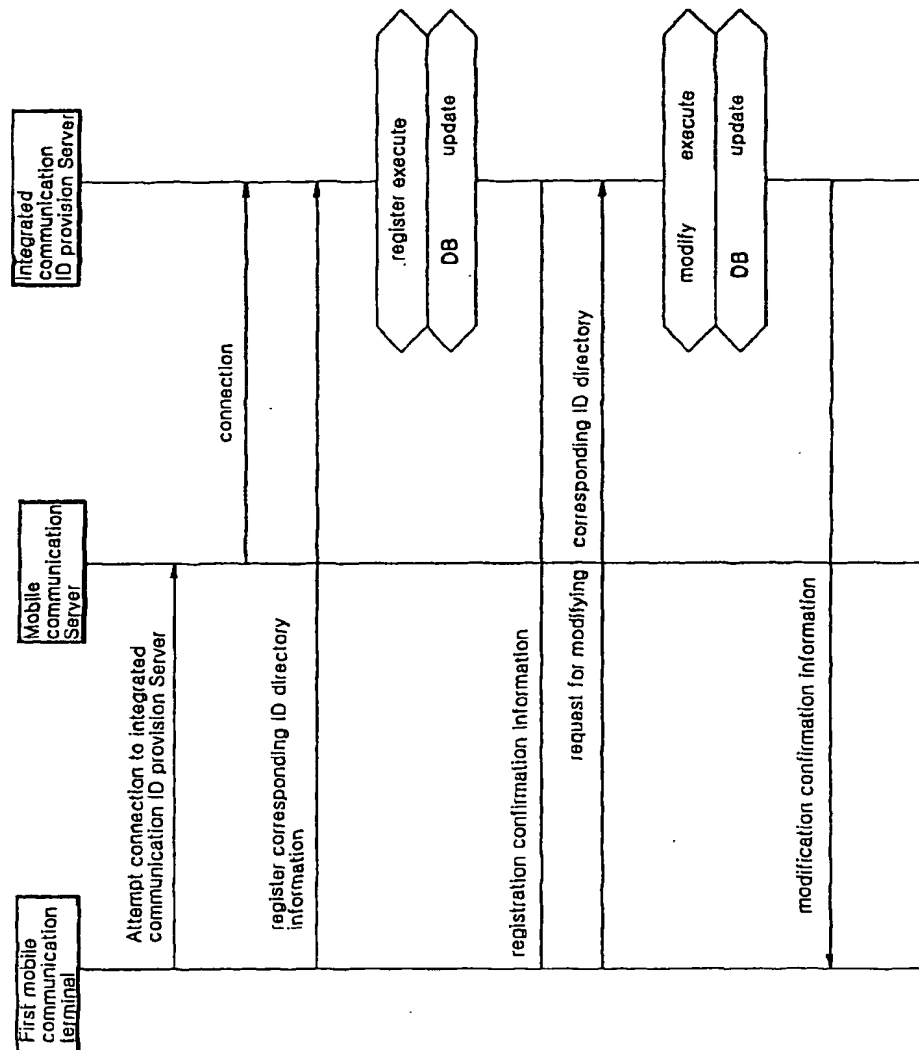 First mobile
communication
terminal
Mobile
communication
Server
Integrated
communication
ID provision Server
Attempt connection to integrated
communication ID provision Server
connection
register corresponding ID directory
information
register execute
DB update
registration confirmation information
request for modifying corresponding ID directory
modify execute
DB update
modification confirmation information